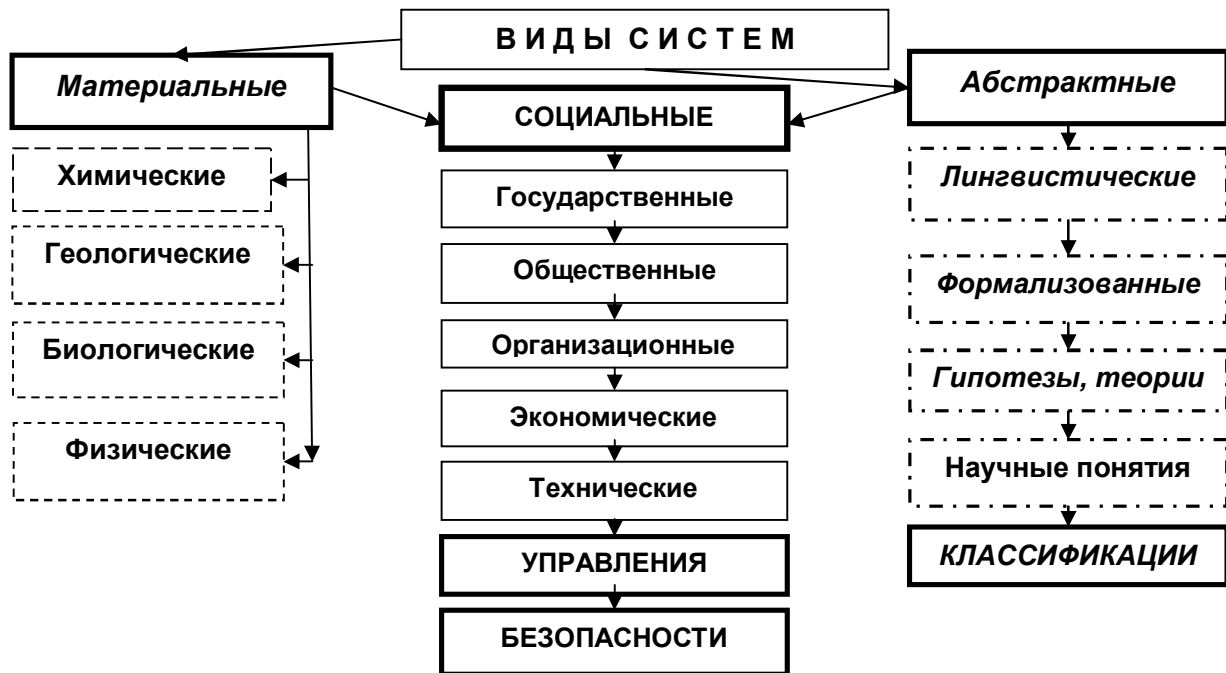 В И Д Ы С И С Т Е М
Материальные
Химические
Геологические
Биологические
Физические
СОЦИАЛЬНЫЕ
Государственные
Общественные
Организационные
Экономические
Технические
УПРАВЛЕНИЯ
БЕЗОПАСНОСТИ
Абстрактные
Лингвистические
Формализованные
Гипотезы, теории
Научные понятия
КЛАССИФИКАЦИИ